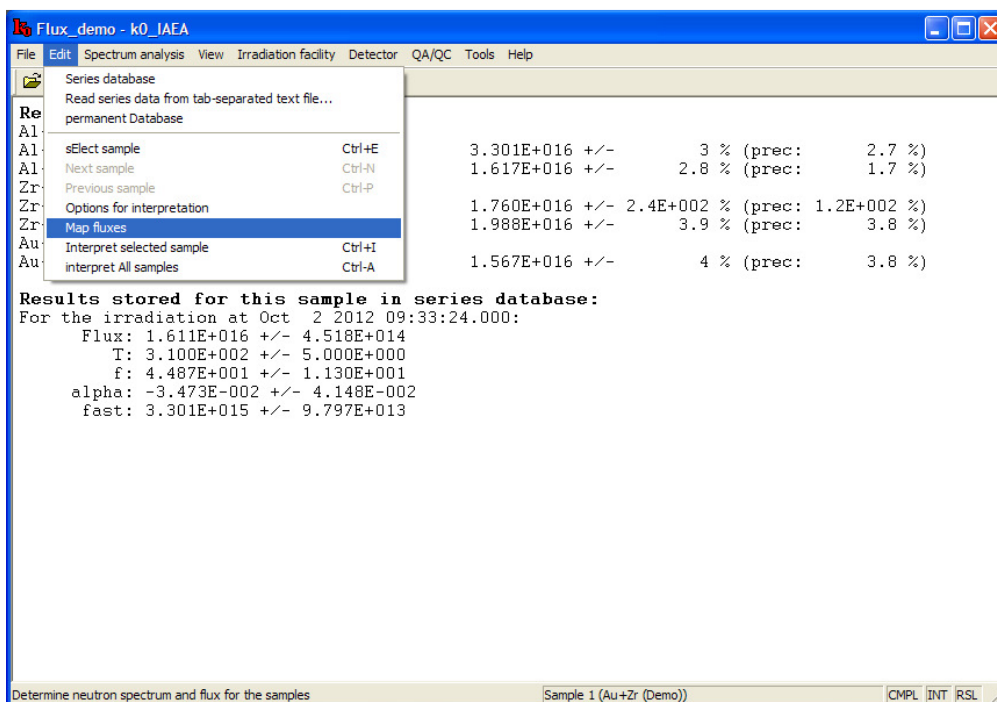 Flux_demo - k0_IAEA
File Edit Spectrum analysis View Irradiation facility Detector QA/QC Tools Help
Series database
Read series data from tab-separated text file...
permanent Database
sElect sample Ctrl+E
Next sample Ctrl-N
Previous sample Ctrl-P
Options for interpretation
Map fluxes
Interpret selected sample Ctrl+I
interpret All samples Ctrl-A
Re
Al-
Al- 3.301E+016 +/- 3 % (prec: 2.7 %)
Al- 1.617E+016 +/- 2.8 % (prec: 1.7 %)
Zr-
Zr- 1.760E+016 +/- 2.4E+002 % (prec: 1.2E+002 %)
Zr- 1.988E+016 +/- 3.9 % (prec: 3.8 %)
Au-
Au- 1.567E+016 +/- 4 % (prec: 3.8 %)
Results stored for this sample in series database:
For the irradiation at Oct 2 2012 09:33:24.000:
Flux: 1.611E+016 +/- 4.518E+014
T: 3.100E+002 +/- 5.000E+000
f: 4.487E+001 +/- 1.130E+001
alpha: -3.473E-002 +/- 4.148E-002
fast: 3.301E+015 +/- 9.797E+013
Determine neutron spectrum and flux for the samples Sample 1 (Au+Zr (Demo)) CMPL INT RSL